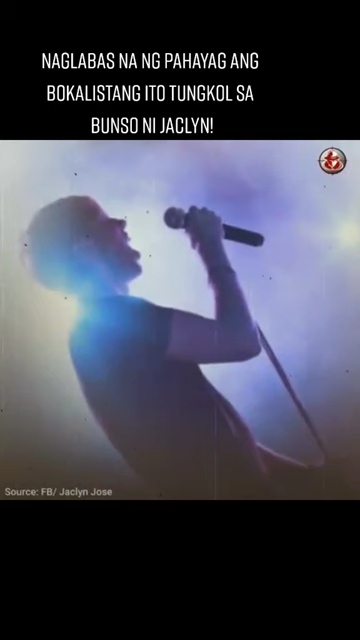 NAGLABAS NA NG PAHAYAG ANG
BOKALISTANG ITO TUNGKOL SA
BUNSO NI JACLYN!
Source: FB/ Jaclyn Jose